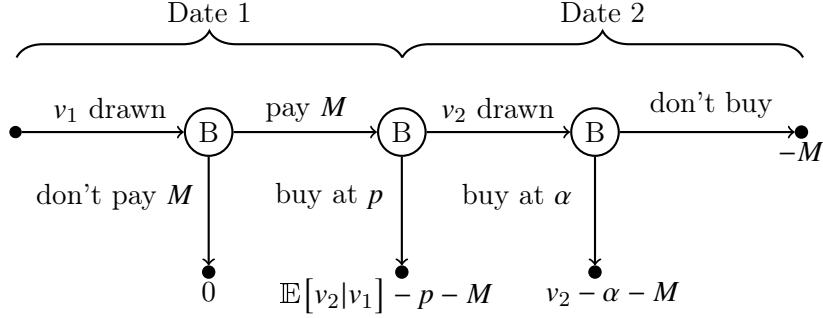 Date 1 Date 2
v₁ drawn B pay M B v₂ drawn B don't buy
−M
don't pay M buy at p buy at α
0 𝔼[v₂|v₁] − p − M v₂ − α − M